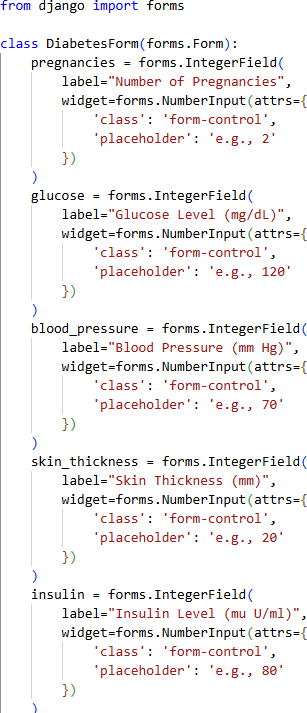 from django import forms

class DiabetesForm(forms.Form):
    pregnancies = forms.IntegerField(
        label="Number of Pregnancies",
        widget=forms.NumberInput(attrs={
            'class': 'form-control',
            'placeholder': 'e.g., 2'
        })
    )
    glucose = forms.IntegerField(
        label="Glucose Level (mg/dL)",
        widget=forms.NumberInput(attrs={
            'class': 'form-control',
            'placeholder': 'e.g., 120'
        })
    )
    blood_pressure = forms.IntegerField(
        label="Blood Pressure (mm Hg)",
        widget=forms.NumberInput(attrs={
            'class': 'form-control',
            'placeholder': 'e.g., 70'
        })
    )
    skin_thickness = forms.IntegerField(
        label="Skin Thickness (mm)",
        widget=forms.NumberInput(attrs={
            'class': 'form-control',
            'placeholder': 'e.g., 20'
        })
    )
    insulin = forms.IntegerField(
        label="Insulin Level (mu U/ml)",
        widget=forms.NumberInput(attrs={
            'class': 'form-control',
            'placeholder': 'e.g., 80'
        })
    )